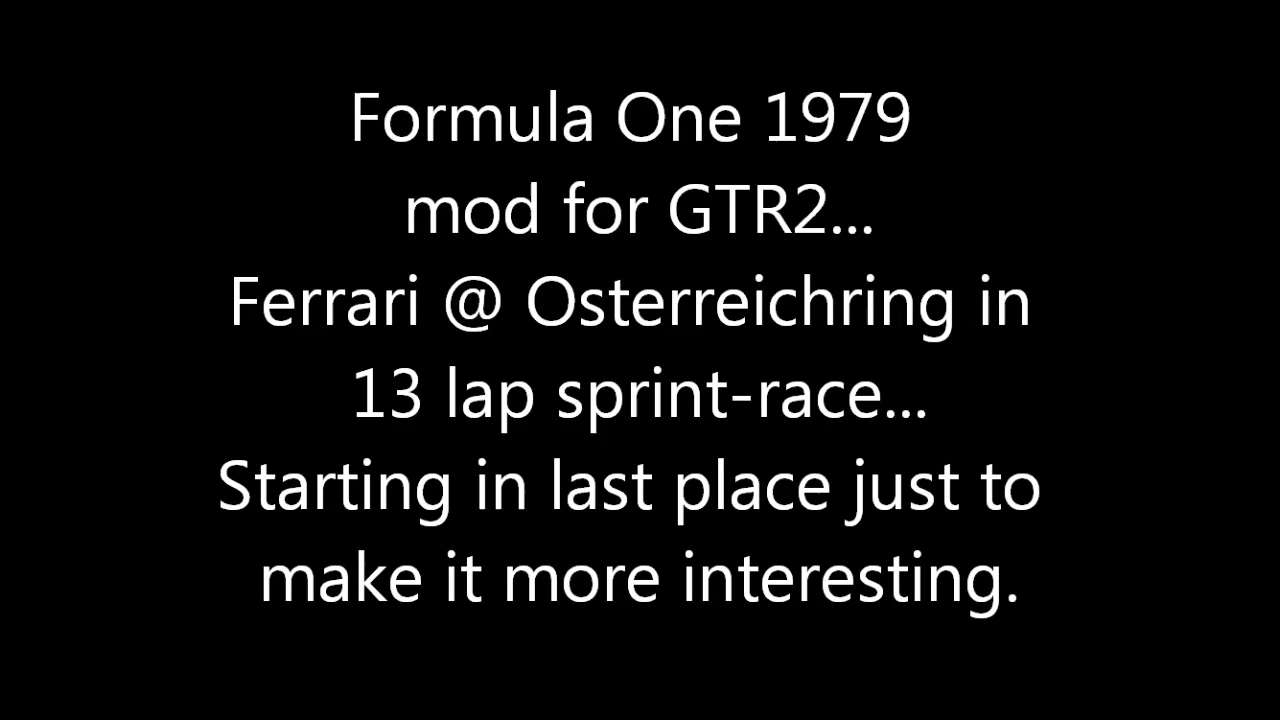 Formula One 1979
mod for GTR2...
Ferrari @ Osterreichring in
13 lap sprint-race...
Starting in last place just to
make it more interesting.